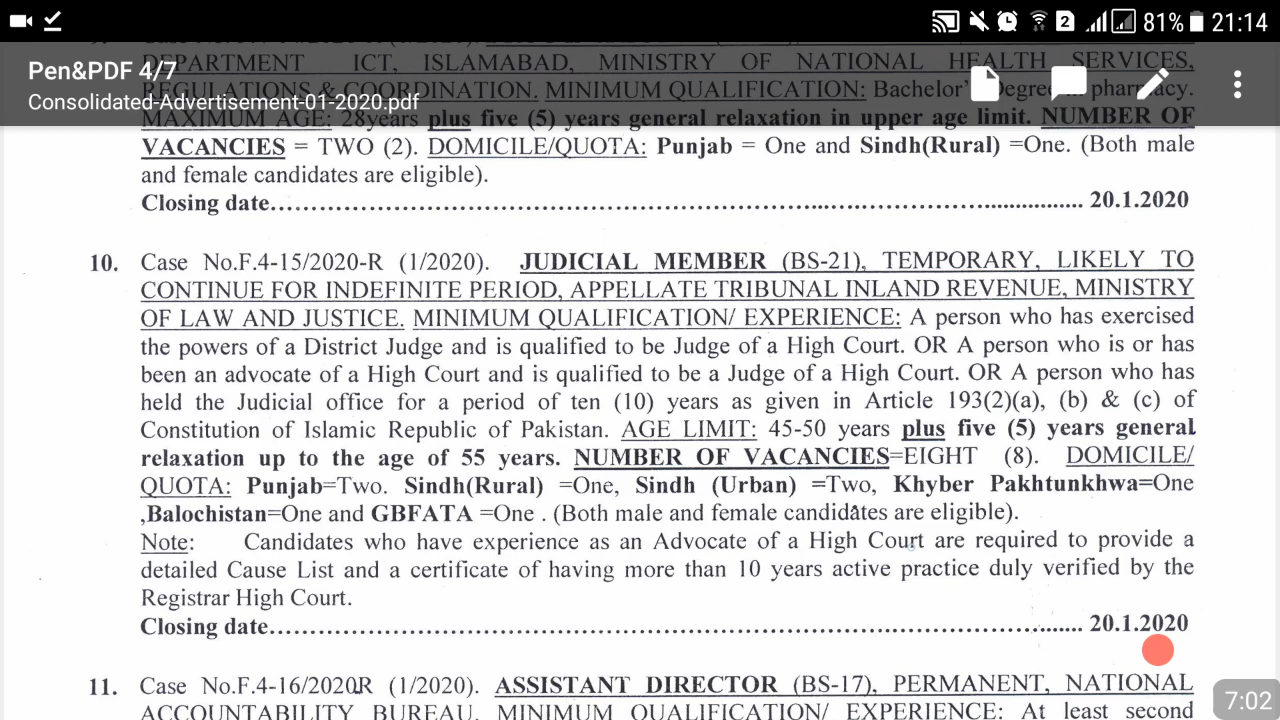 81% 21:14
DEPARTMENT ICT, ISLAMABAD, MINISTRY OF NATIONAL HEALTH SERVICES,
Pen&PDF 4/7
REGULATIONS & COORDINATION. MINIMUM QUALIFICATION: Bachelor's Degree in pharmacy.
Consolidated-Advertisement-01-2020.pdf
MAXIMUM AGE: 28years plus five (5) years general relaxation in upper age limit. NUMBER OF
VACANCIES = TWO (2). DOMICILE/QUOTA: Punjab = One and Sindh(Rural) =One. (Both male
and female candidates are eligible).
Closing date.................................................................................................... 20.1.2020
10. Case No.F.4-15/2020-R (1/2020). JUDICIAL MEMBER (BS-21), TEMPORARY, LIKELY TO
CONTINUE FOR INDEFINITE PERIOD, APPELLATE TRIBUNAL INLAND REVENUE, MINISTRY
OF LAW AND JUSTICE. MINIMUM QUALIFICATION/ EXPERIENCE: A person who has exercised
the powers of a District Judge and is qualified to be Judge of a High Court. OR A person who is or has
been an advocate of a High Court and is qualified to be a Judge of a High Court. OR A person who has
held the Judicial office for a period of ten (10) years as given in Article 193(2)(a), (b) & (c) of
Constitution of Islamic Republic of Pakistan. AGE LIMIT: 45-50 years plus five (5) years general
relaxation up to the age of 55 years. NUMBER OF VACANCIES=EIGHT (8). DOMICILE/
QUOTA: Punjab=Two. Sindh(Rural) =One, Sindh (Urban) =Two, Khyber Pakhtunkhwa=One
,Balochistan=One and GBFATA =One . (Both male and female candidates are eligible).
Note: Candidates who have experience as an Advocate of a High Court are required to provide a
detailed Cause List and a certificate of having more than 10 years active practice duly verified by the
Registrar High Court.
Closing date.................................................................................................... 20.1.2020
11. Case No.F.4-16/2020-R (1/2020). ASSISTANT DIRECTOR (BS-17), PERMANENT, NATIONAL
ACCOUNTABILITY BUREAU. MINIMUM QUALIFICATION/ EXPERIENCE: At least second
7:02